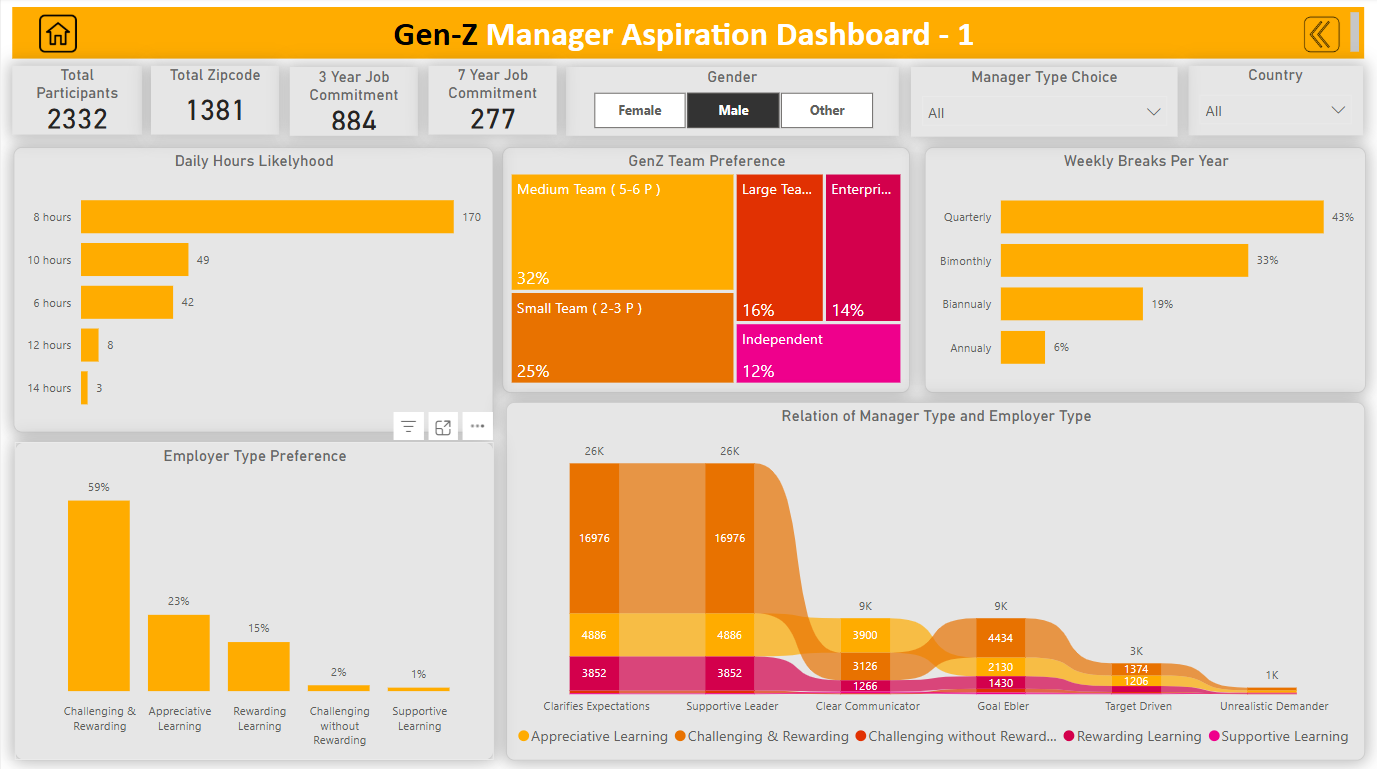 Gen-Z Manager Aspiration Dashboard - 1
Total
Participants
2332
Total Zipcode
1381
3 Year Job
Commitment
884
7 Year Job
Commitment
277
Gender
Female
Male
Other
Manager Type Choice
All
Country
All
Daily Hours Likelyhood
8 hours
170
10 hours
49
6 hours
42
12 hours
8
14 hours
3
GenZ Team Preference
Medium Team ( 5-6 P )
32%
Small Team ( 2-3 P )
25%
Large Tea...
16%
Enterpri...
14%
Independent
12%
Weekly Breaks Per Year
Quarterly
43%
Bimonthly
33%
Biannualy
19%
Annualy
6%
Employer Type Preference
59%
23%
15%
2%
1%
Challenging &
Rewarding
Appreciative
Learning
Rewarding
Learning
Challenging
without
Rewarding
Supportive
Learning
Relation of Manager Type and Employer Type
26K
26K
9K
9K
3K
1K
16976
4886
3852
16976
4886
3852
3900
3126
1266
4434
2130
1430
1374
1206
Clarifies Expectations
Supportive Leader
Clear Communicator
Goal Ebler
Target Driven
Unrealistic Demander
Appreciative Learning
Challenging & Rewarding
Challenging without Reward...
Rewarding Learning
Supportive Learning